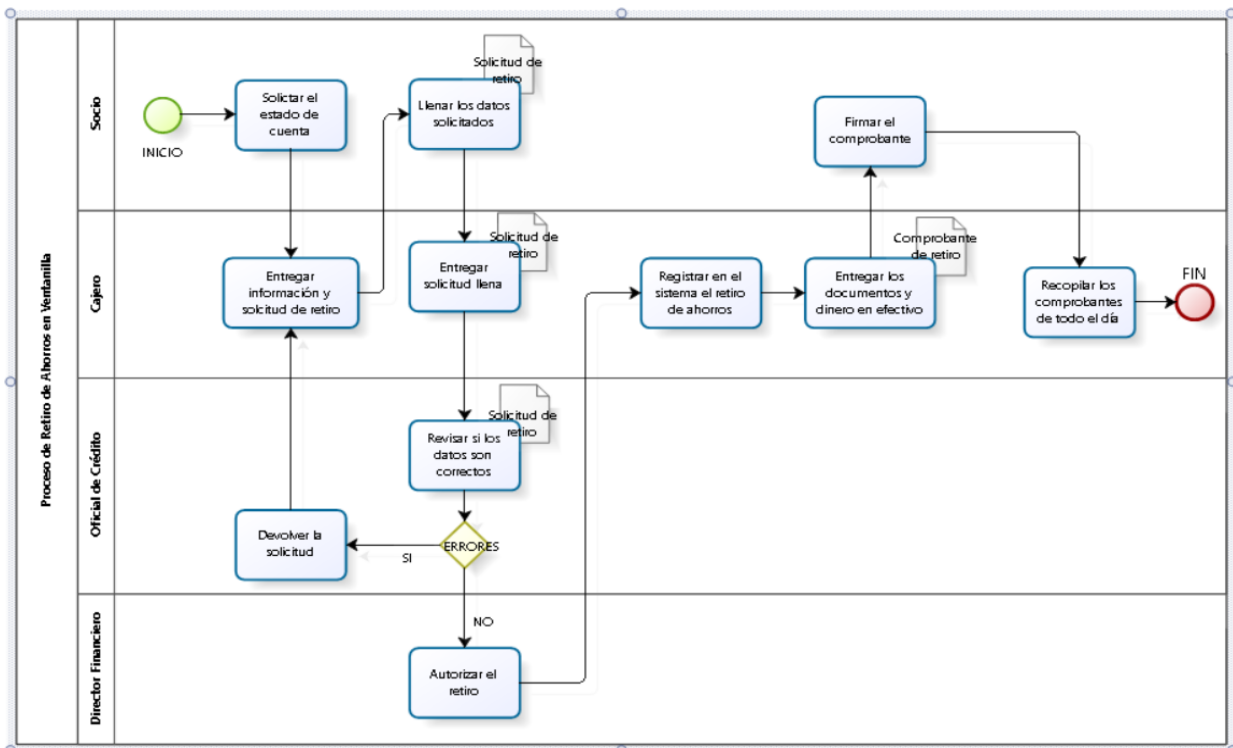 Proceso de Retiro de Ahorros en Ventanilla
Socio
INICIO
Solictar el
estado de
cuenta
Solicitud de
retiro
Llenar los datos
solicitados
Firmar el
comprobante
Cajero
Entregar
información y
solcitud de retiro
Solicitud de
retiro
Entregar
solicitud llena
Registrar en el
sistema el retiro
de ahorros
Comprobante
de retiro
Entregar los
documentos y
dinero en efectivo
Recopilar los
comprobantes
de todo el día
FIN
Oficial de Crédito
Solicitud de
retiro
Revisar si los
datos son
correctos
Devolver la
solicitud
SI
ERRORES
NO
Director Financiero
Autorizar el
retiro